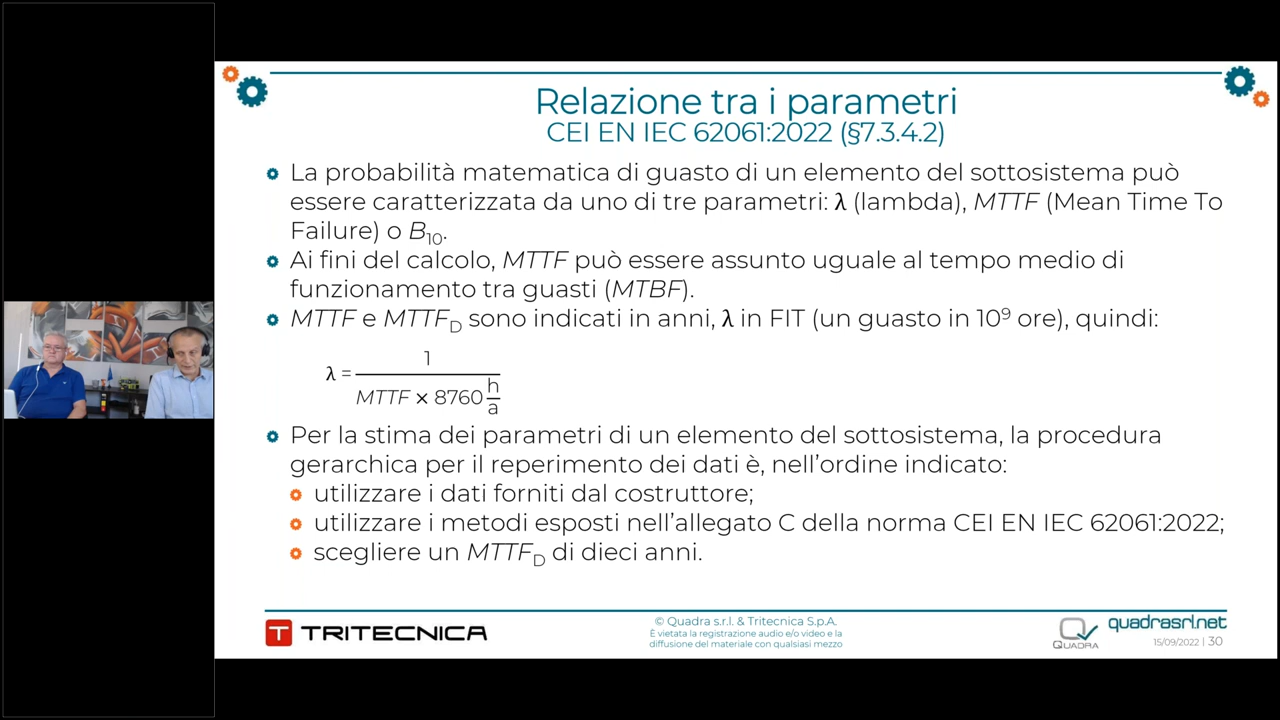 Relazione tra i parametri
CEI EN IEC 62061:2022 (§7.3.4.2)
La probabilità matematica di guasto di un elemento del sottosistema può
essere caratterizzata da uno di tre parametri: λ (lambda), MTTF (Mean Time To
Failure) o B10.
Ai fini del calcolo, MTTF può essere assunto uguale al tempo medio di
funzionamento tra guasti (MTBF).
MTTF e MTTFD sono indicati in anni, λ in FIT (un guasto in 10⁹ ore), quindi:
λ = 1 / (MTTF × 8760 h/a)
Per la stima dei parametri di un elemento del sottosistema, la procedura
gerarchica per il reperimento dei dati è, nell'ordine indicato:
utilizzare i dati forniti dal costruttore;
utilizzare i metodi esposti nell'allegato C della norma CEI EN IEC 62061:2022;
scegliere un MTTFD di dieci anni.
T TRITECNICA
© Quadra s.r.l. & Tritecnica S.p.A.
È vietata la registrazione audio e/o video e la
diffusione del materiale con qualsiasi mezzo
QUADRA
quadrasrl.net
15/09/2022 | 30